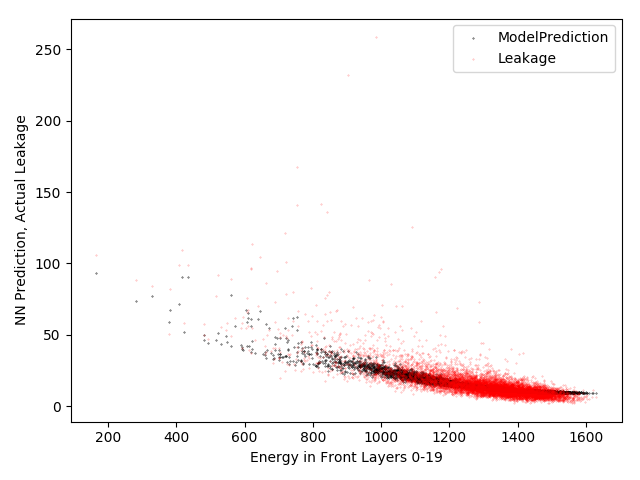 ModelPrediction
Leakage
NN Prediction, Actual Leakage
250
200
150
100
50
0
200 400 600 800 1000 1200 1400 1600
Energy in Front Layers 0-19